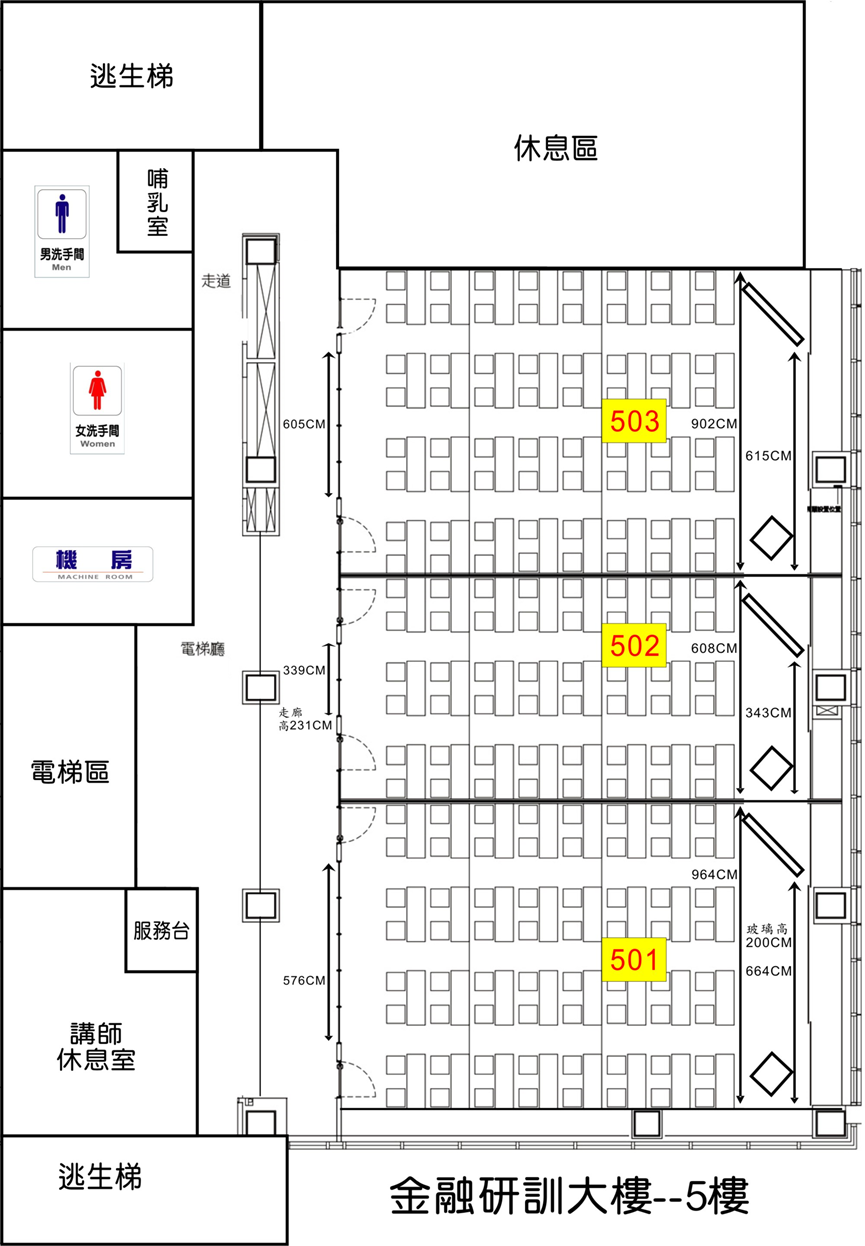 逃生梯
休息區
哺乳室
男洗手間
Men
走道
503
605CM
902CM
615CM
女洗手間
Women
機 房
MACHINE ROOM
電梯廳
502
608CM
339CM
走廊
高231CM
343CM
電梯區
964CM
服務台
玻璃高
200CM
501
664CM
576CM
講師
休息室
逃生梯
金融研訓大樓--5樓